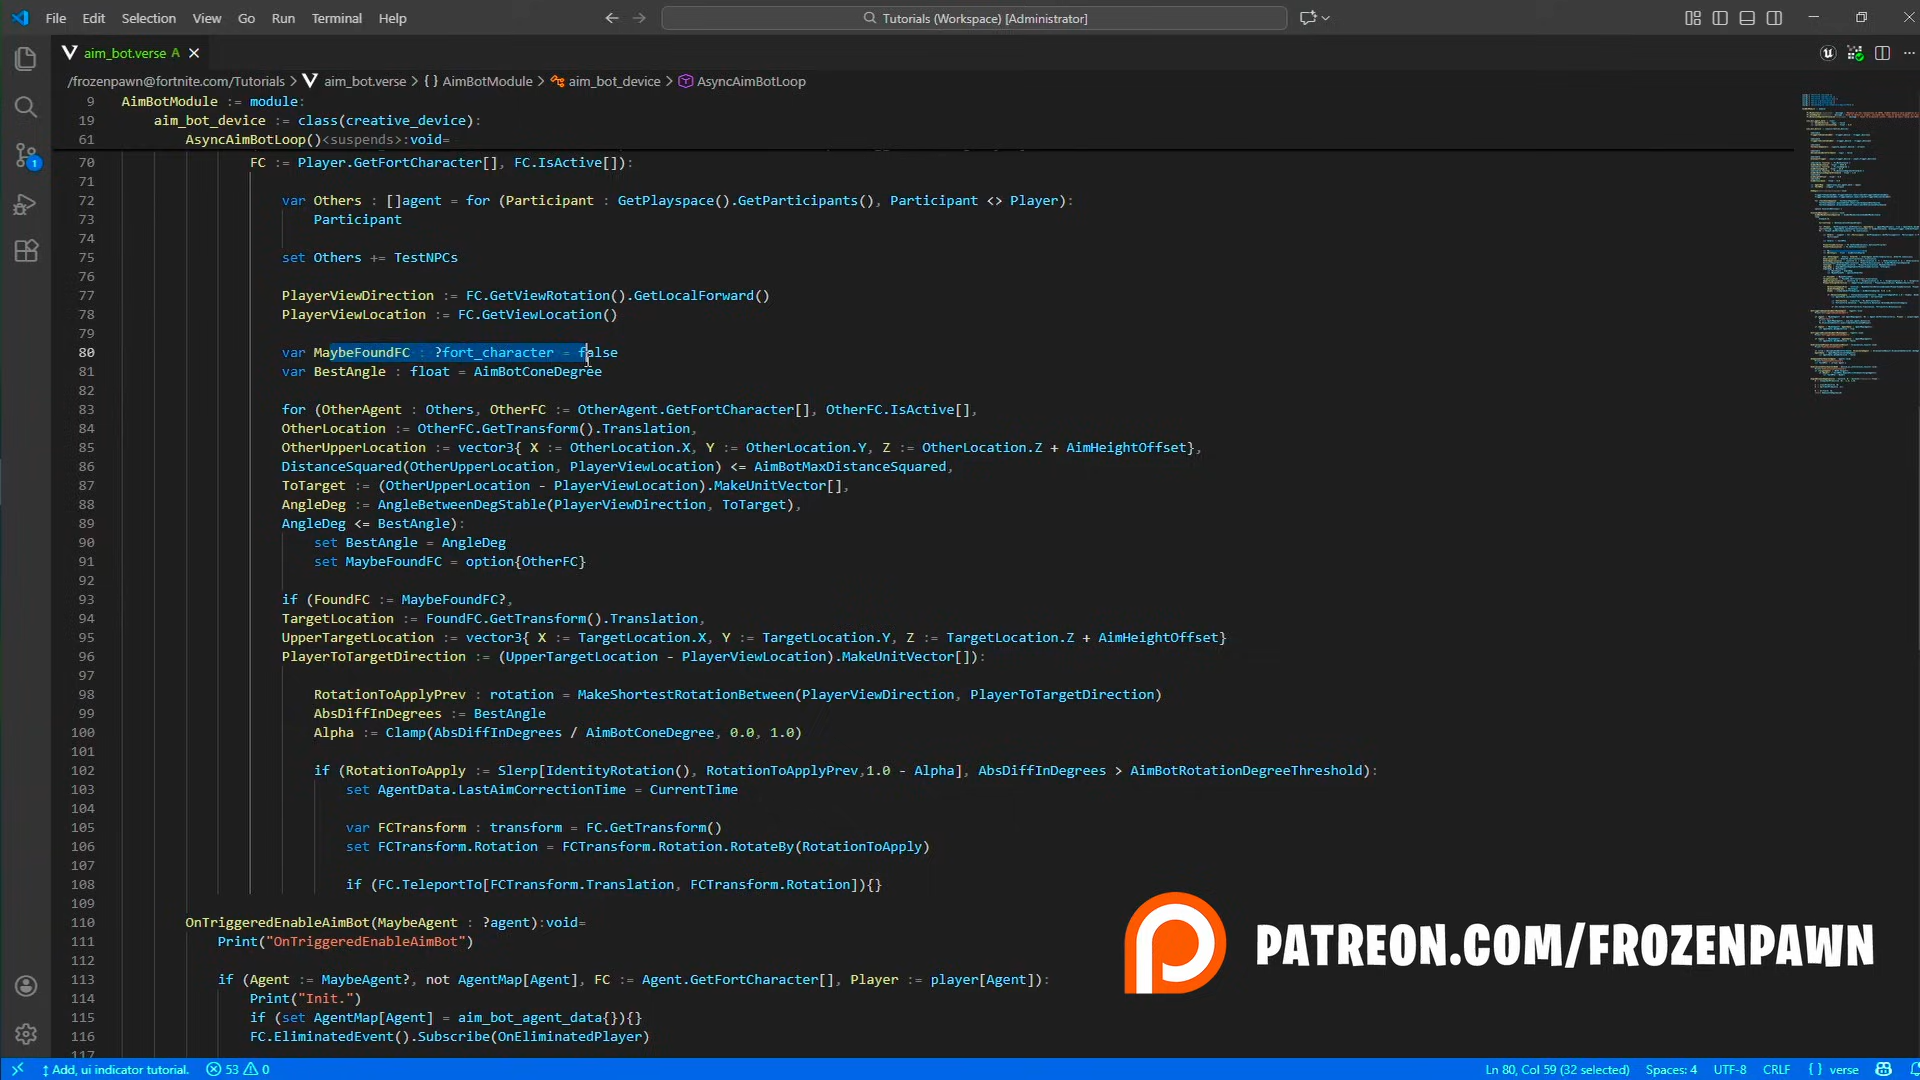 File Edit Selection View Go Run Terminal Help
Tutorials (Workspace) [Administrator]
aim_bot.verse A
/frozenpawn@fortnite.com/Tutorials > aim_bot.verse > {} AimBotModule > aim_bot_device > AsyncAimBotLoop
9 AimBotModule := module:
19 aim_bot_device := class(creative_device):
61 AsyncAimBotLoop()<suspends>:void=
70 FC := Player.GetFortCharacter[], FC.IsActive[]):
71
72 var Others : []agent = for (Participant : GetPlayspace().GetParticipants(), Participant <> Player):
73 Participant
74
75 set Others += TestNPCs
76
77 PlayerViewDirection := FC.GetViewRotation().GetLocalForward()
78 PlayerViewLocation := FC.GetViewLocation()
79
80 var MaybeFoundFC : ?fort_character = false
81 var BestAngle : float = AimBotConeDegree
82
83 for (OtherAgent : Others, OtherFC := OtherAgent.GetFortCharacter[], OtherFC.IsActive[],
84 OtherLocation := OtherFC.GetTransform().Translation,
85 OtherUpperLocation := vector3{ X := OtherLocation.X, Y := OtherLocation.Y, Z := OtherLocation.Z + AimHeightOffset},
86 DistanceSquared(OtherUpperLocation, PlayerViewLocation) <= AimBotMaxDistanceSquared,
87 ToTarget := (OtherUpperLocation - PlayerViewLocation).MakeUnitVector[],
88 AngleDeg := AngleBetweenDegStable(PlayerViewDirection, ToTarget),
89 AngleDeg <= BestAngle):
90 set BestAngle = AngleDeg
91 set MaybeFoundFC = option{OtherFC}
92
93 if (FoundFC := MaybeFoundFC?,
94 TargetLocation := FoundFC.GetTransform().Translation,
95 UpperTargetLocation := vector3{ X := TargetLocation.X, Y := TargetLocation.Y, Z := TargetLocation.Z + AimHeightOffset}
96 PlayerToTargetDirection := (UpperTargetLocation - PlayerViewLocation).MakeUnitVector[]):
97
98 RotationToApplyPrev : rotation = MakeShortestRotationBetween(PlayerViewDirection, PlayerToTargetDirection)
99 AbsDiffInDegrees := BestAngle
100 Alpha := Clamp(AbsDiffInDegrees / AimBotConeDegree, 0.0, 1.0)
101
102 if (RotationToApply := Slerp[IdentityRotation(), RotationToApplyPrev,1.0 - Alpha], AbsDiffInDegrees > AimBotRotationDegreeThreshold):
103 set AgentData.LastAimCorrectionTime = CurrentTime
104
105 var FCTransform : transform = FC.GetTransform()
106 set FCTransform.Rotation = FCTransform.Rotation.RotateBy(RotationToApply)
107
108 if (FC.TeleportTo[FCTransform.Translation, FCTransform.Rotation]){}
109
110 OnTriggeredEnableAimBot(MaybeAgent : ?agent):void=
111 Print("OnTriggeredEnableAimBot")
112
113 if (Agent := MaybeAgent?, not AgentMap[Agent], FC := Agent.GetFortCharacter[], Player := player[Agent]):
114 Print("Init.")
115 if (set AgentMap[Agent] = aim_bot_agent_data{}){}
116 FC.EliminatedEvent().Subscribe(OnEliminatedPlayer)
117
PATREON.COM/FROZENPAWN
Add, ui indicator tutorial. 53 0 Ln 80, Col 59 (32 selected) Spaces: 4 UTF-8 CRLF {} verse